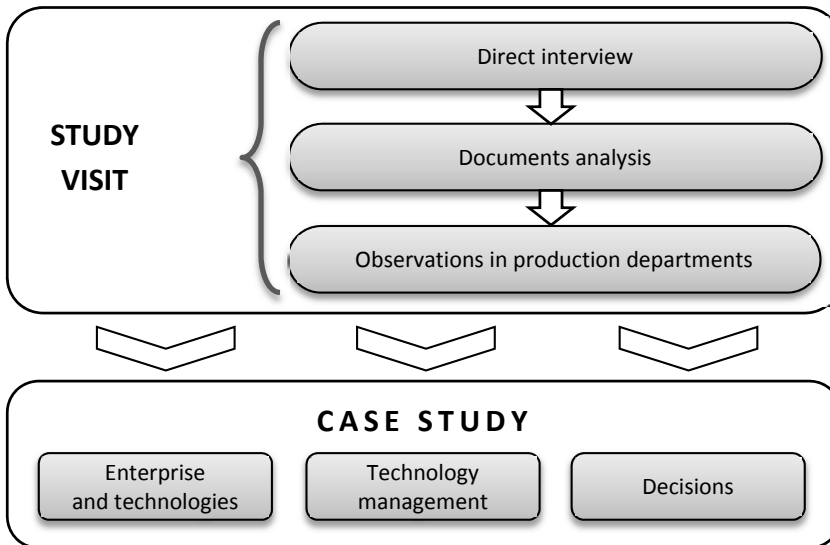 Direct interview
STUDY
VISIT
Documents analysis
Observations in production departments
CASE STUDY
Enterprise
and technologies
Technology
management
Decisions